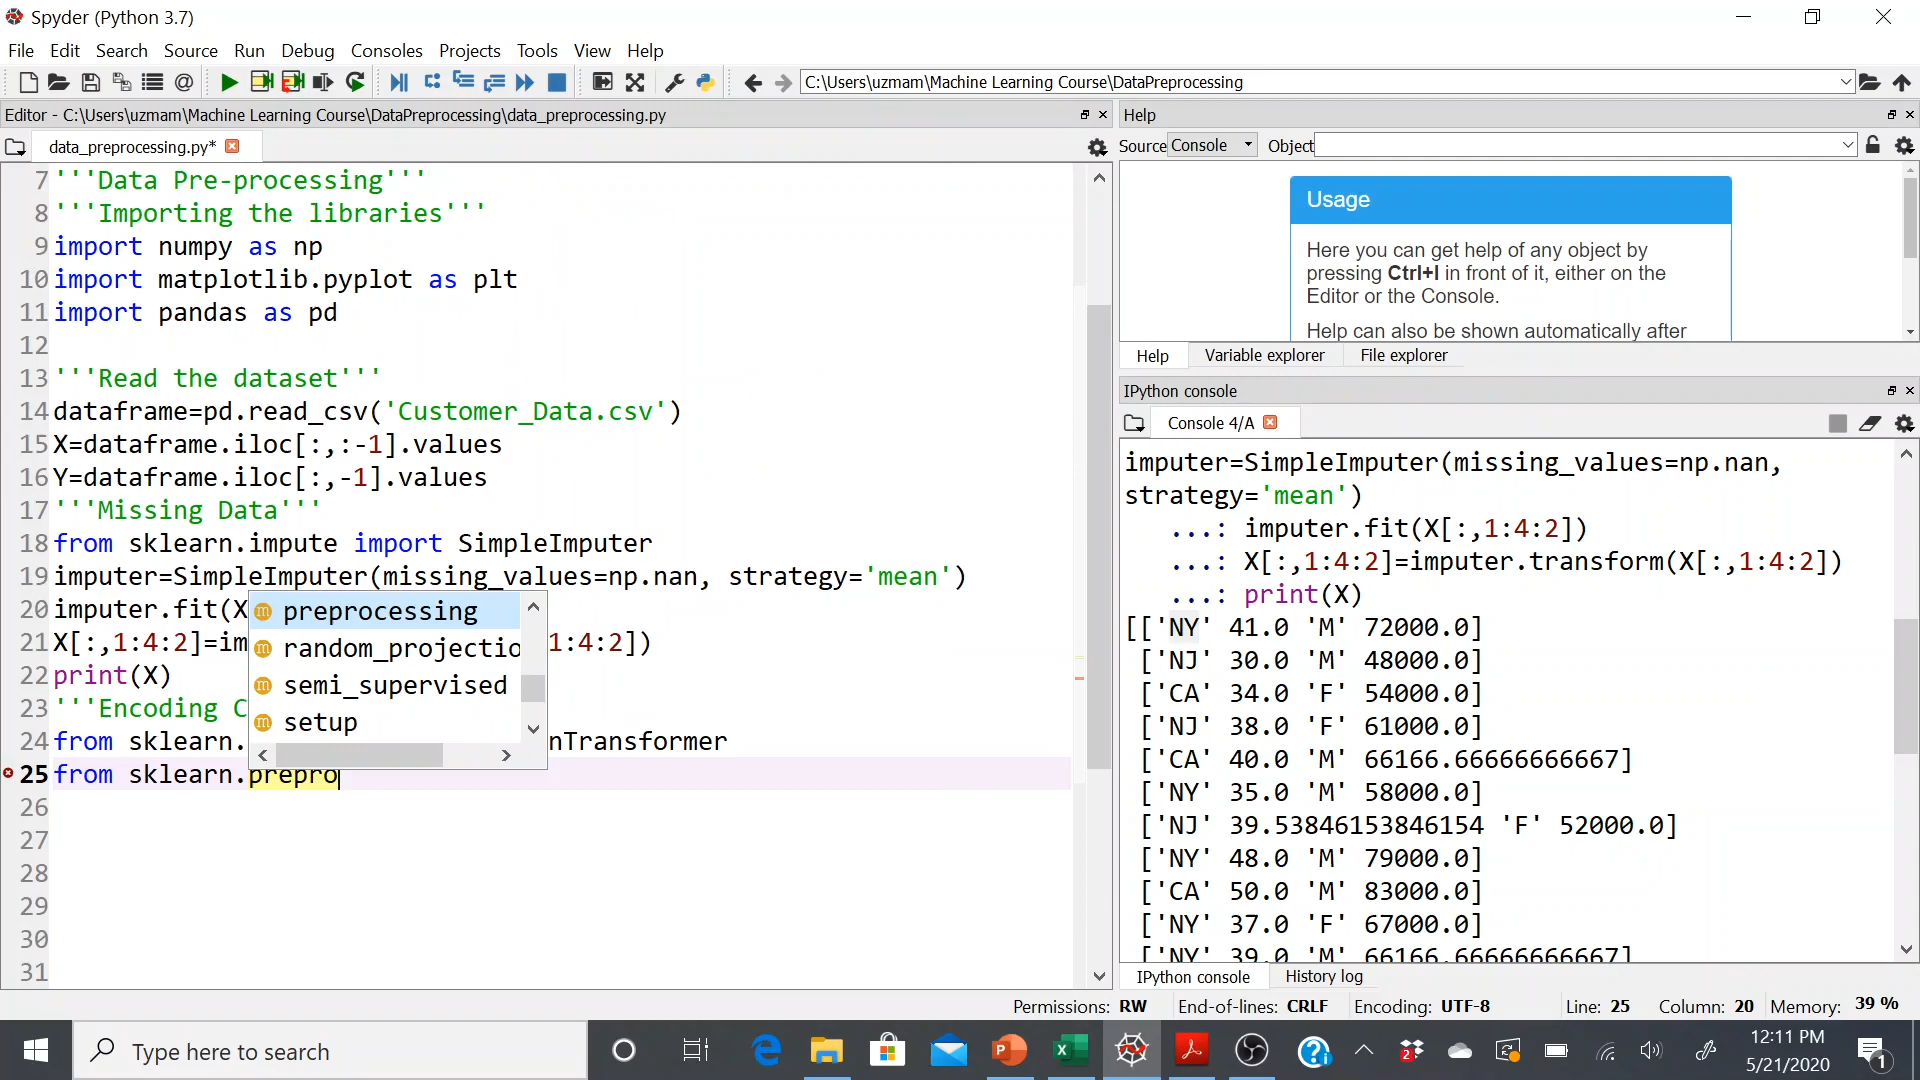 Spyder (Python 3.7)
File Edit Search Source Run Debug Consoles Projects Tools View Help
C:\Users\uzmam\Machine Learning Course\DataPreprocessing
Editor - C:\Users\uzmam\Machine Learning Course\DataPreprocessing\data_preprocessing.py
data_preprocessing.py*
7 '''Data Pre-processing'''
8 '''Importing the libraries'''
9 import numpy as np
10 import matplotlib.pyplot as plt
11 import pandas as pd
12
13 '''Read the dataset'''
14 dataframe=pd.read_csv('Customer_Data.csv')
15 X=dataframe.iloc[:,:-1].values
16 Y=dataframe.iloc[:,-1].values
17 '''Missing Data'''
18 from sklearn.impute import SimpleImputer
19 imputer=SimpleImputer(missing_values=np.nan, strategy='mean')
20 imputer.fit(X
21 X[:,1:4:2]=im 1:4:2])
22 print(X)
23 '''Encoding C
24 from sklearn. nTransformer
25 from sklearn.prepro
26
27
28
29
30
31
preprocessing
random_projectio
semi_supervised
setup
Help
Source Console Object
Usage
Here you can get help of any object by
pressing Ctrl+I in front of it, either on the
Editor or the Console.
Help can also be shown automatically after
Help Variable explorer File explorer
IPython console
Console 4/A
imputer=SimpleImputer(missing_values=np.nan,
strategy='mean')
...: imputer.fit(X[:,1:4:2])
...: X[:,1:4:2]=imputer.transform(X[:,1:4:2])
...: print(X)
[['NY' 41.0 'M' 72000.0]
['NJ' 30.0 'M' 48000.0]
['CA' 34.0 'F' 54000.0]
['NJ' 38.0 'F' 61000.0]
['CA' 40.0 'M' 66166.66666666667]
['NY' 35.0 'M' 58000.0]
['NJ' 39.53846153846154 'F' 52000.0]
['NY' 48.0 'M' 79000.0]
['CA' 50.0 'M' 83000.0]
['NY' 37.0 'F' 67000.0]
['NY' 39.0 'M' 66166.66666666667]
IPython console History log
Permissions: RW End-of-lines: CRLF Encoding: UTF-8 Line: 25 Column: 20 Memory: 39 %
Type here to search
12:11 PM
5/21/2020
2
1